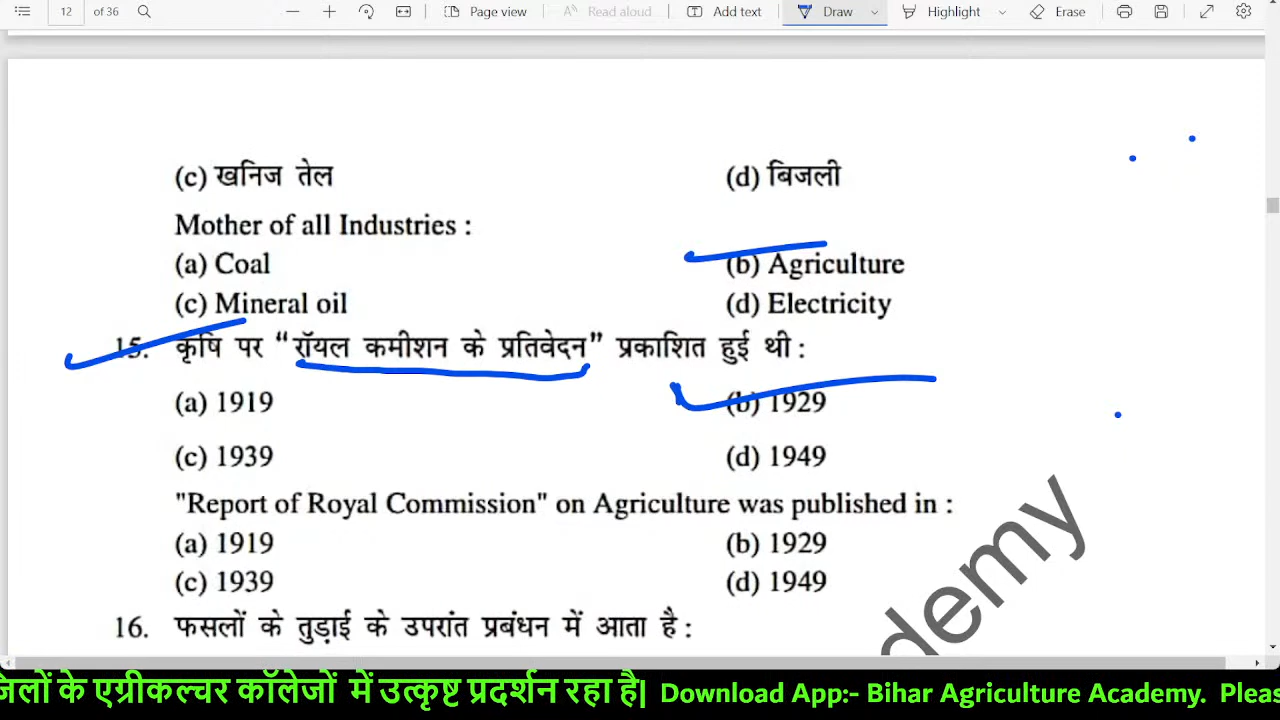 12 of 36 Page view Read aloud Add text Draw Highlight Erase
(c) खनिज तेल (d) बिजली
Mother of all Industries :
(a) Coal (b) Agriculture
(c) Mineral oil (d) Electricity
15. कृषि पर “रॉयल कमीशन के प्रतिवेदन” प्रकाशित हुई थी :
(a) 1919 (b) 1929
(c) 1939 (d) 1949
"Report of Royal Commission" on Agriculture was published in :
(a) 1919 (b) 1929
(c) 1939 (d) 1949
demy
16. फसलों के तुड़ाई के उपरांत प्रबंधन में आता है :
जिलों के एग्रीकल्चर कॉलेजों में उत्कृष्ट प्रदर्शन रहा है| Download App:- Bihar Agriculture Academy. Pleas